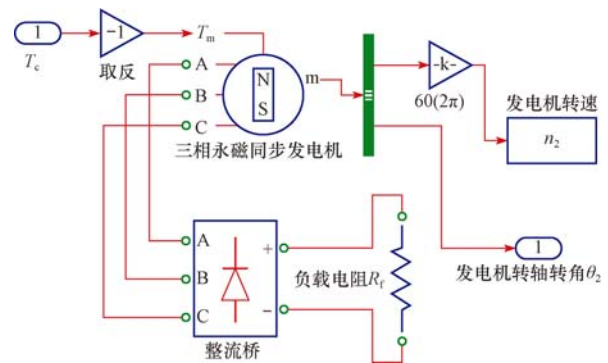 1
-1
Tₘ
T꜀
取反
A
B
C
N
S
m
三相永磁同步发电机
-k-
60(2π)
发电机转速
n₂
1
发电机转轴转角θ₂
A
B
C
+
-
整流桥
负载电阻R_f